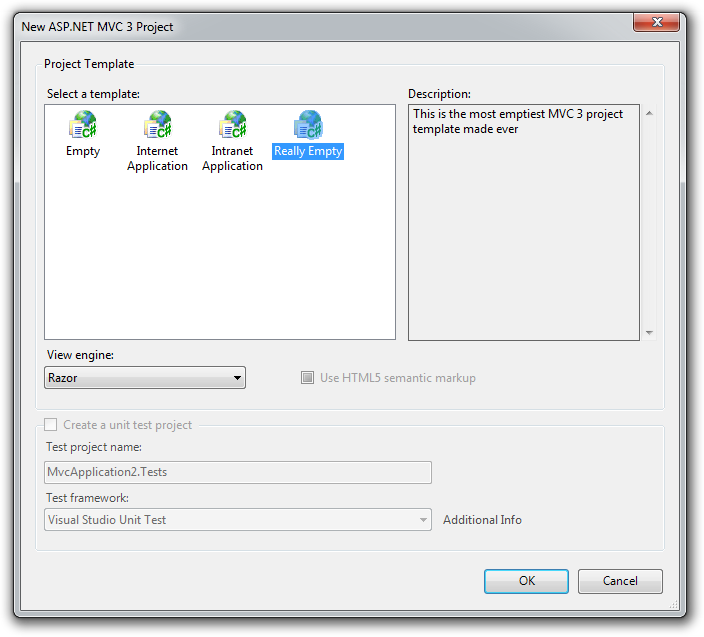 New ASP.NET MVC 3 Project
Project Template
Select a template:
Description:
Empty
Internet
Application
Intranet
Application
Really Empty
This is the most emptiest MVC 3 project
template made ever
View engine:
Razor
Use HTML5 semantic markup
Create a unit test project
Test project name:
MvcApplication2.Tests
Test framework:
Visual Studio Unit Test
Additional Info
OK
Cancel